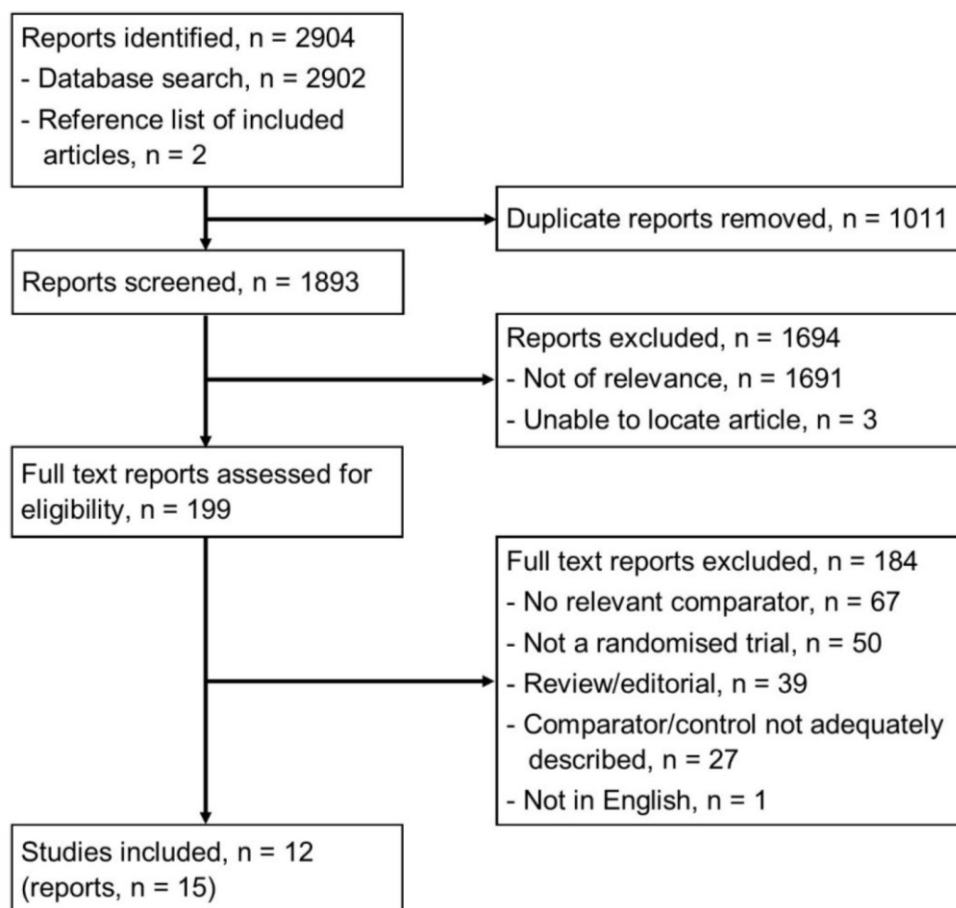 Reports identified, n = 2904
- Database search, n = 2902
- Reference list of included
articles, n = 2
Duplicate reports removed, n = 1011
Reports screened, n = 1893
Reports excluded, n = 1694
- Not of relevance, n = 1691
- Unable to locate article, n = 3
Full text reports assessed for
eligibility, n = 199
Full text reports excluded, n = 184
- No relevant comparator, n = 67
- Not a randomised trial, n = 50
- Review/editorial, n = 39
- Comparator/control not adequately
described, n = 27
- Not in English, n = 1
Studies included, n = 12
(reports, n = 15)